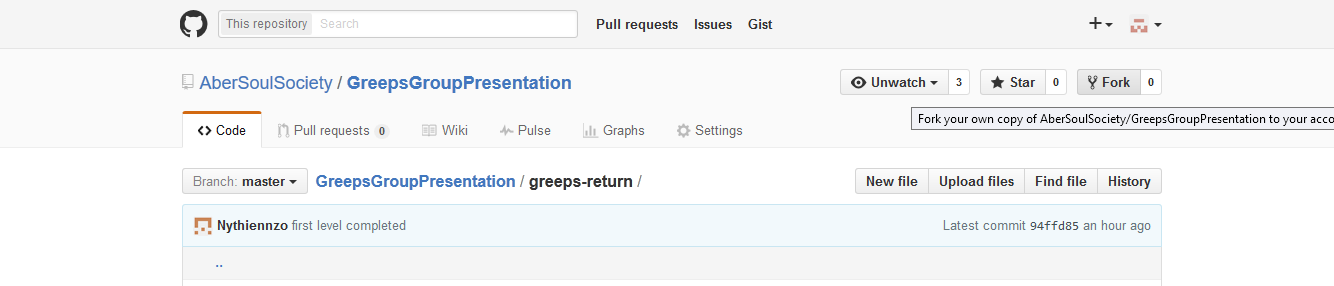 This repository Search Pull requests Issues Gist
AberSoulSociety / GreepsGroupPresentation Unwatch 3 Star 0 Fork 0
Code Pull requests 0 Wiki Pulse Graphs Settings
Fork your own copy of AberSoulSociety/GreepsGroupPresentation to your acco
Branch: master GreepsGroupPresentation / greeps-return / New file Upload files Find file History
Nythiennzo first level completed Latest commit 94ffd85 an hour ago
..